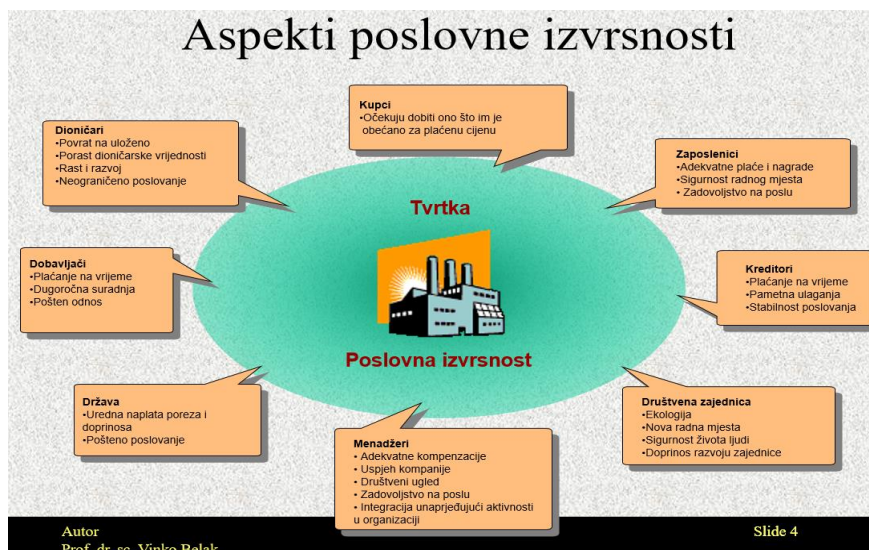 Aspekti poslovne izvrsnosti
Kupci
•Očekuju dobiti ono što im je
obećano za plaćenu cijenu
Dioničari
•Povrat na uloženo
•Porast dioničarske vrijednosti
•Rast i razvoj
•Neograničeno poslovanje
Zaposlenici
•Adekvatne plaće i nagrade
•Sigurnost radnog mjesta
• Zadovoljstvo na poslu
Tvrtka
Dobavljači
•Plaćanje na vrijeme
•Dugoročna suradnja
•Pošten odnos
Kreditori
•Plaćanje na vrijeme
•Pametna ulaganja
•Stabilnost poslovanja
Poslovna izvrsnost
Država
•Uredna naplata poreza i
doprinosa
•Pošteno poslovanje
Društvena zajednica
•Ekologija
•Nova radna mjesta
•Sigurnost života ljudi
•Doprinos razvoju zajednice
Menadžeri
• Adekvatne kompenzacije
• Uspjeh kompanije
• Društveni ugled
• Zadovoljstvo na poslu
• Integracija unaprjeđujući aktivnosti
u organizaciji
Autor
Slide 4
Prof. dr. sc. Vinko Belak